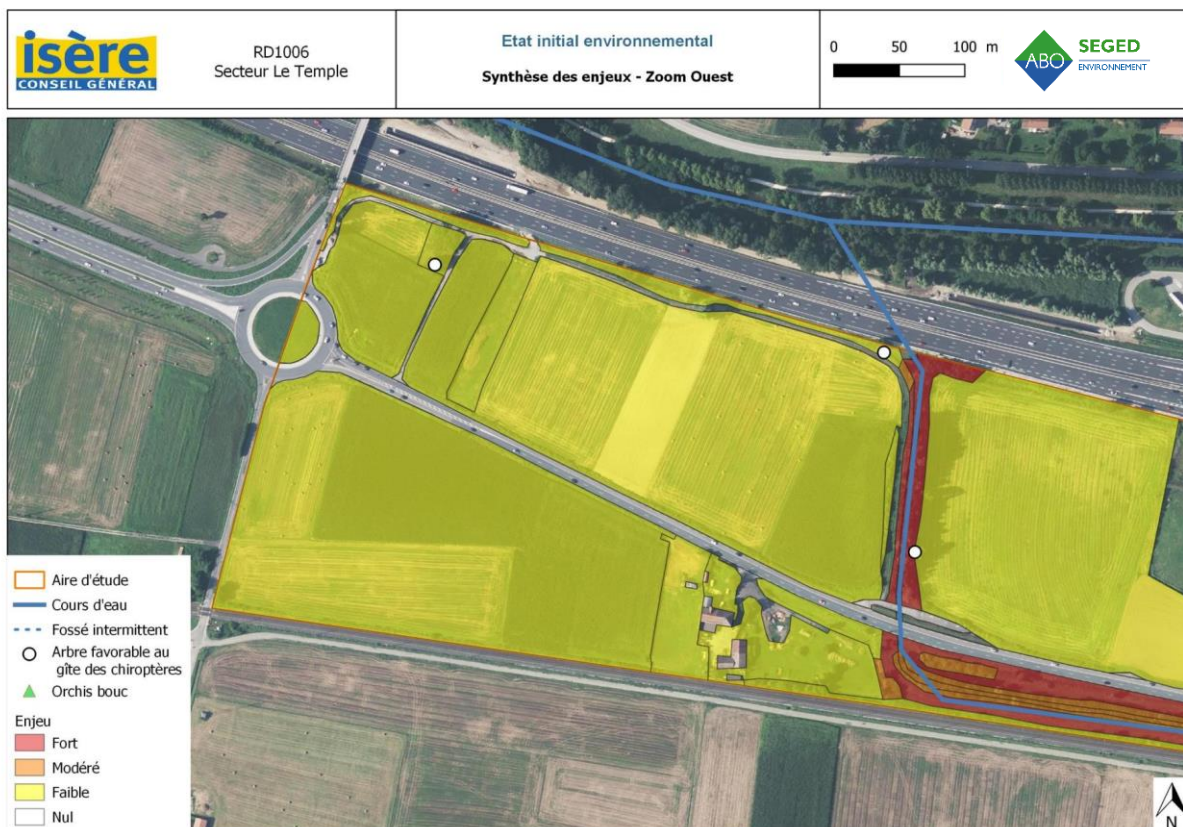 isère
CONSEIL GÉNÉRAL
RD1006
Secteur Le Temple
Etat initial environmental
Synthèse des enjeux - Zoom Ouest
0 50 100 m
ABO
SEGED
ENVIRONNEMENT
Aire d'étude
Cours d'eau
Fossé intermittent
Arbre favorable au
gîte des chiroptères
Orchis bouc
Enjeu
Fort
Modéré
Faible
Nul
N